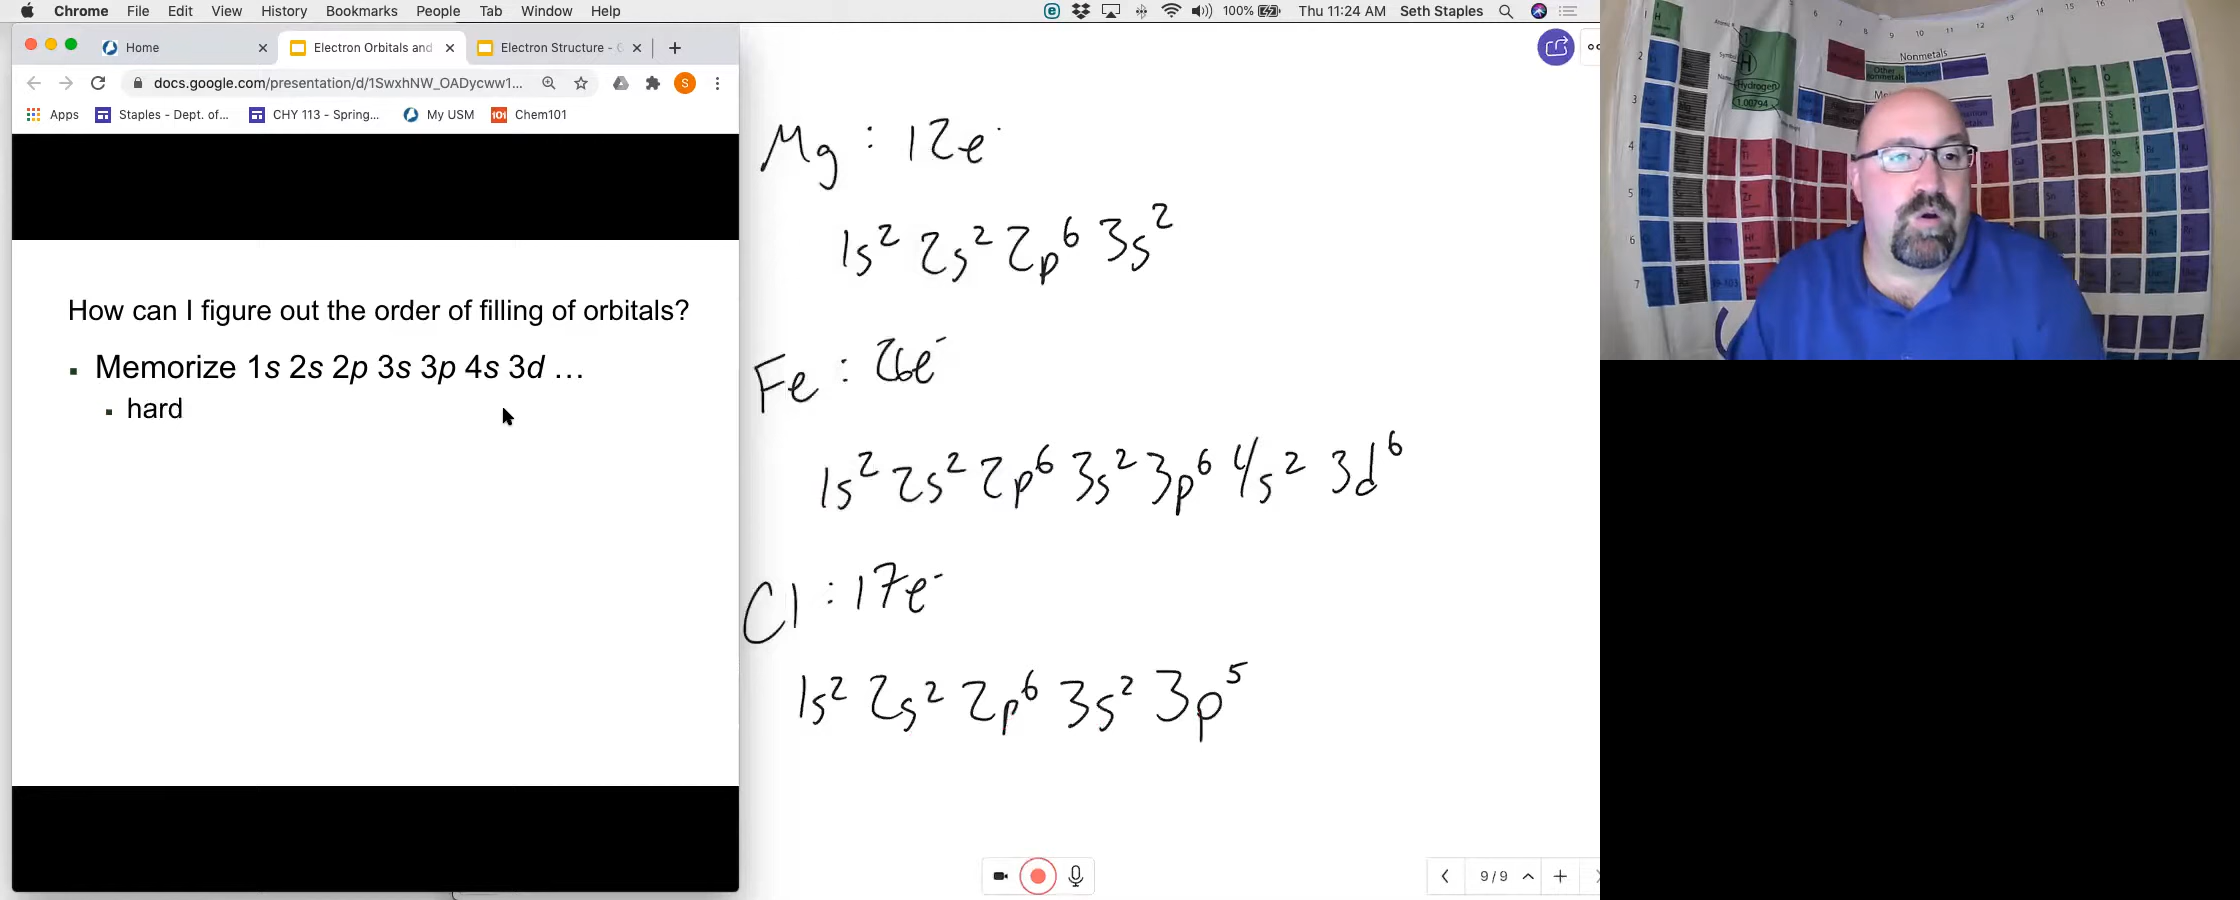 Chrome File Edit View History Bookmarks People Tab Window Help 100% Thu 11:24 AM Seth Staples
Home Electron Orbitals and Electron Structure -
docs.google.com/presentation/d/1SwxhNW_OADycww1...
Apps Staples - Dept. of... CHY 113 - Spring... My USM 101 Chem101
How can I figure out the order of filling of orbitals?
▪ Memorize 1s 2s 2p 3s 3p 4s 3d …
▪ hard
Mg : 12e⁻
1s² 2s² 2p⁶ 3s²
Fe : 26e⁻
1s² 2s² 2p⁶ 3s² 3p⁶ 4s² 3d⁶
Cl : 17e⁻
1s² 2s² 2p⁶ 3s² 3p⁵
9 / 9
Nonmetals
H
Hydrogen
1.00794